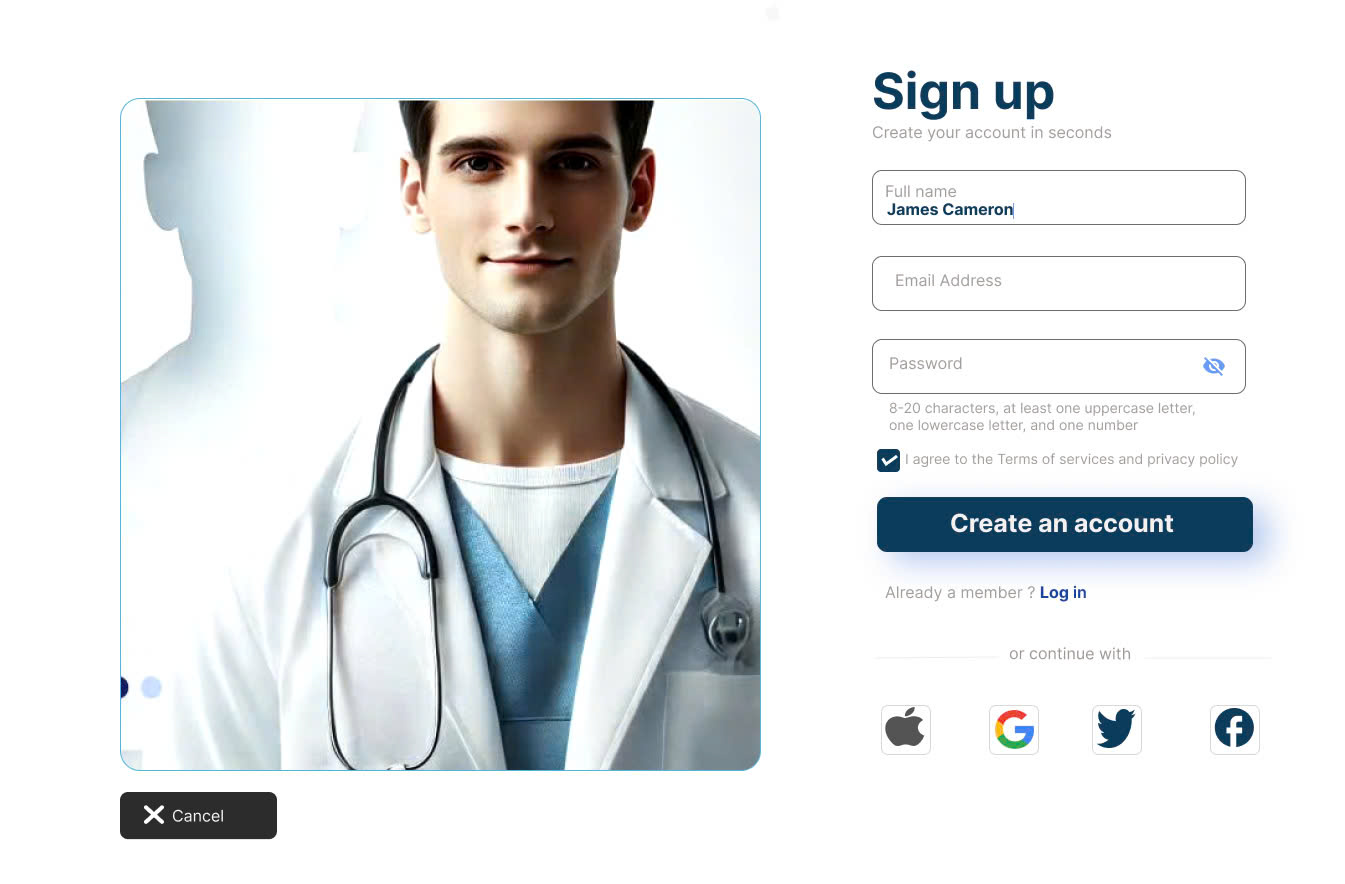 Sign up
Create your account in seconds
Full name
James Cameron
Email Address
Password
8-20 characters, at least one uppercase letter,
one lowercase letter, and one number
I agree to the Terms of services and privacy policy
Create an account
Already a member ? Log in
or continue with
Cancel